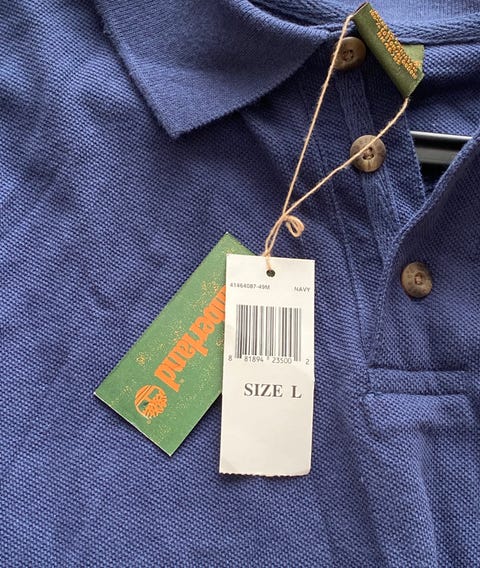 41464087-49M NAVY
8 81894 23500 2
SIZE L
mberland